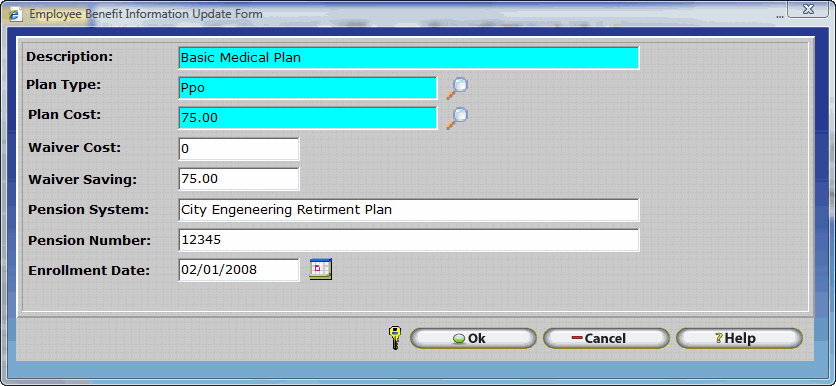 Employee Benefit Information Update Form
Description: Basic Medical Plan
Plan Type: Ppo
Plan Cost: 75.00
Waiver Cost: 0
Waiver Saving: 75.00
Pension System: City Engeneering Retirment Plan
Pension Number: 12345
Enrollment Date: 02/01/2008
Ok Cancel ?Help